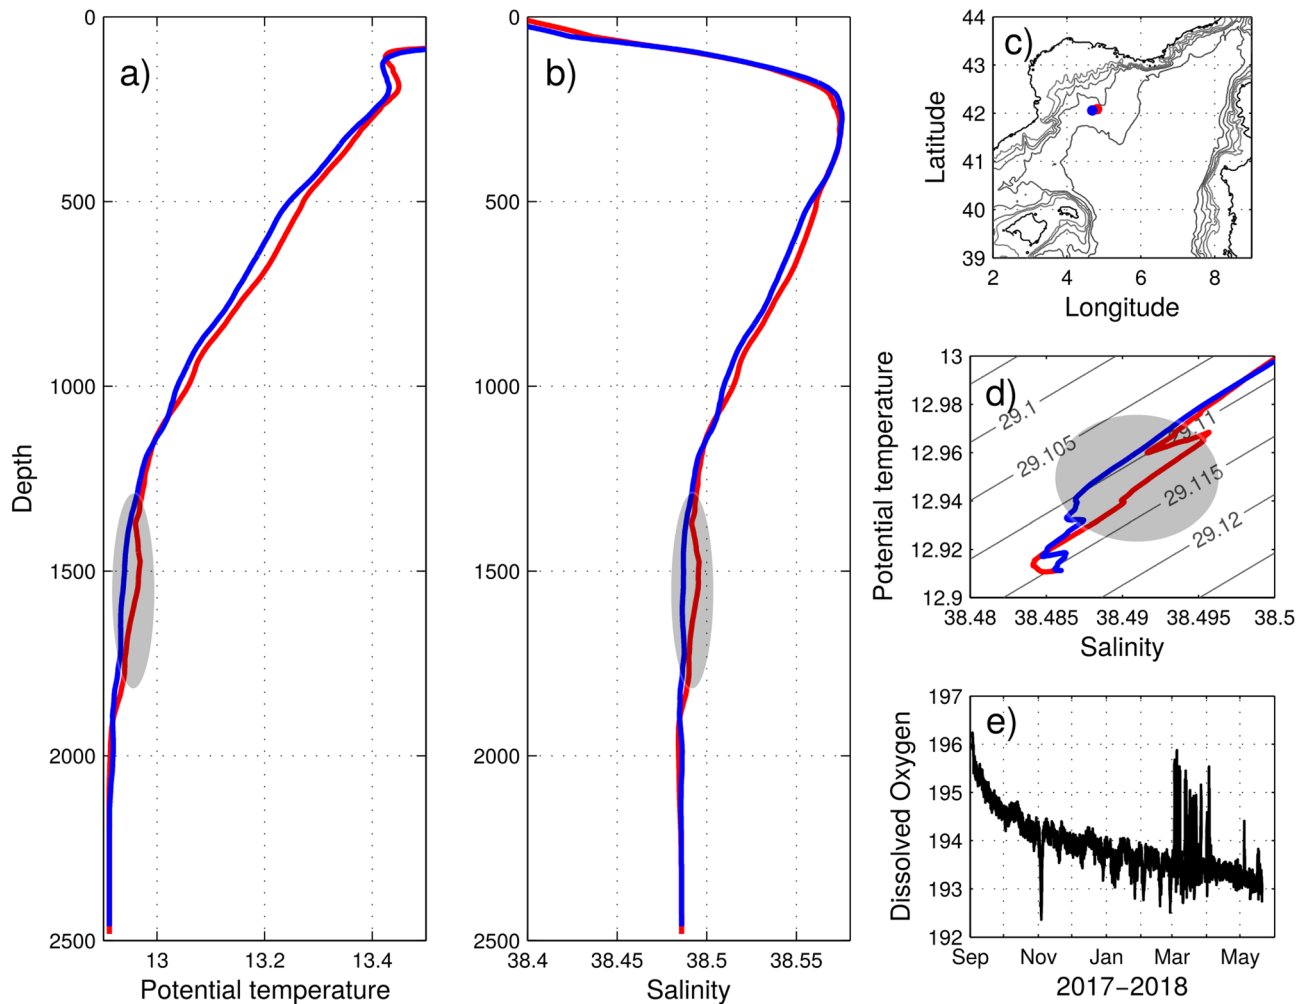 a)
0
500
1000
1500
2000
2500
Depth
13
13.2
13.4
Potential temperature
b)
0
500
1000
1500
2000
2500
38.4
38.45
38.5
38.55
Salinity
c)
44
43
42
41
40
39
Latitude
2
4
6
8
Longitude
d)
13
12.98
12.96
12.94
12.92
12.9
Potential temperature
29.1
29.105
29.11
29.115
29.12
38.48
38.485
38.49
38.495
38.5
Salinity
e)
197
196
195
194
193
192
Dissolved Oxygen
Sep
Nov
Jan
Mar
May
2017−2018